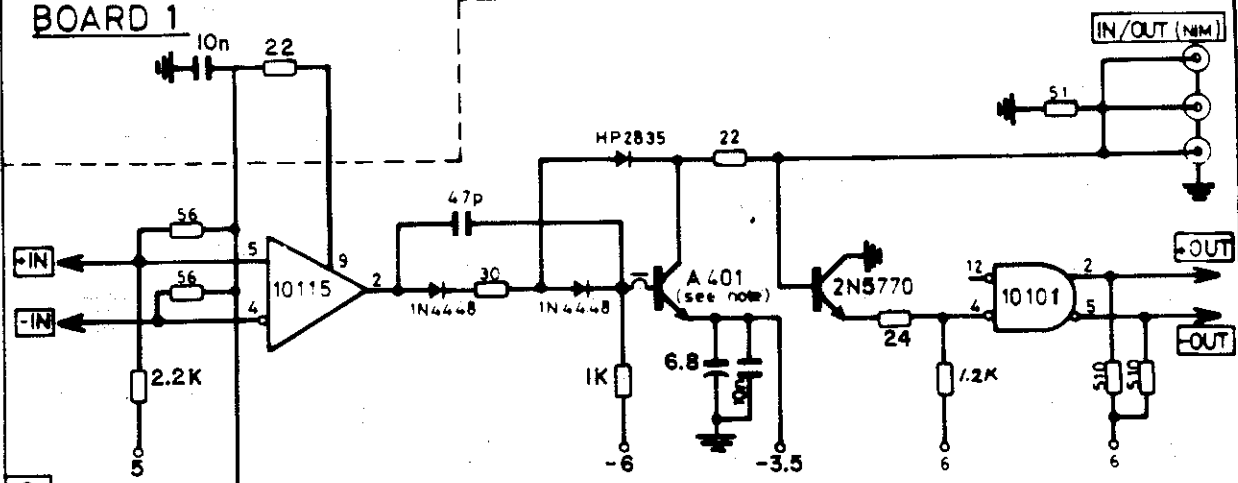 BOARD 1
10n
22
IN/OUT (NIM)
51
HP2835
22
47p
56
+IN
5
9
56
10115
2
30
A401
(see note)
2N5770
12
2
+OUT
-IN
4
1N4448
1N4448
10101
4
5
-OUT
24
2.2K
1K
6.8
10n
1.2K
510
510
5
-6
-3.5
6
6